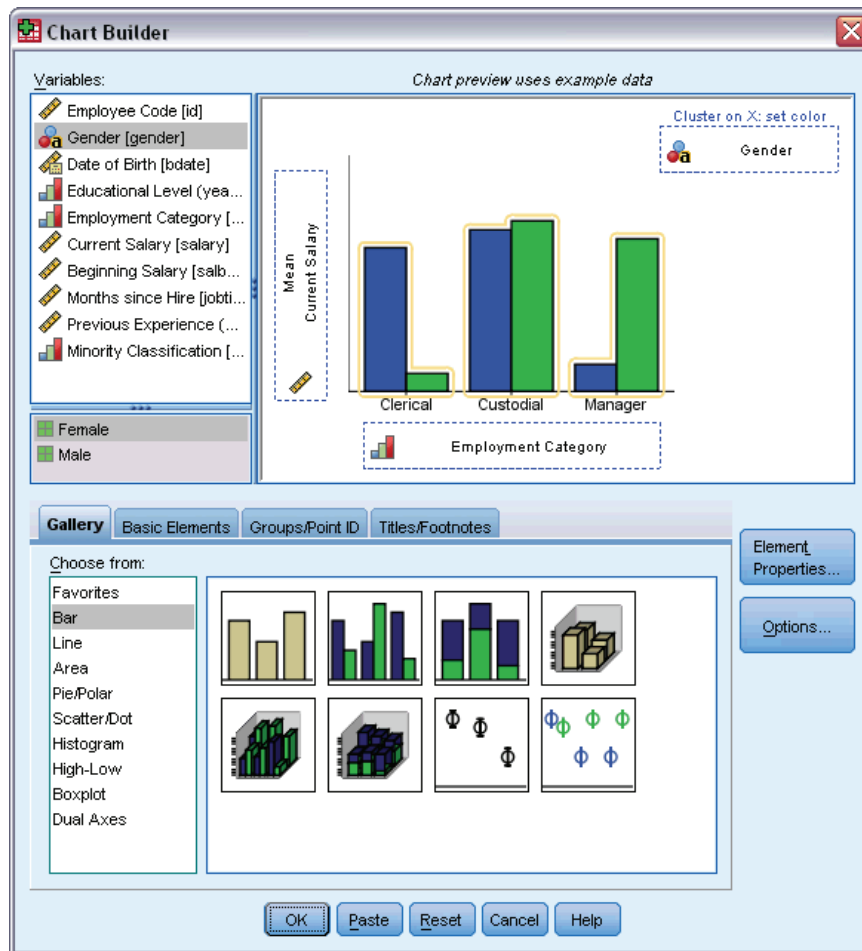 Chart Builder
Variables:
Employee Code [id]
Gender [gender]
Date of Birth [bdate]
Educational Level (yea...
Employment Category [...
Current Salary [salary]
Beginning Salary [salb...
Months since Hire [jobti...
Previous Experience (...
Minority Classification [...
Female
Male
Chart preview uses example data
Cluster on X: set color
Gender
Mean
Current Salary
Clerical Custodial Manager
Employment Category
Gallery Basic Elements Groups/Point ID Titles/Footnotes
Choose from:
Favorites
Bar
Line
Area
Pie/Polar
Scatter/Dot
Histogram
High-Low
Boxplot
Dual Axes
Element
Properties...
Options...
OK Paste Reset Cancel Help